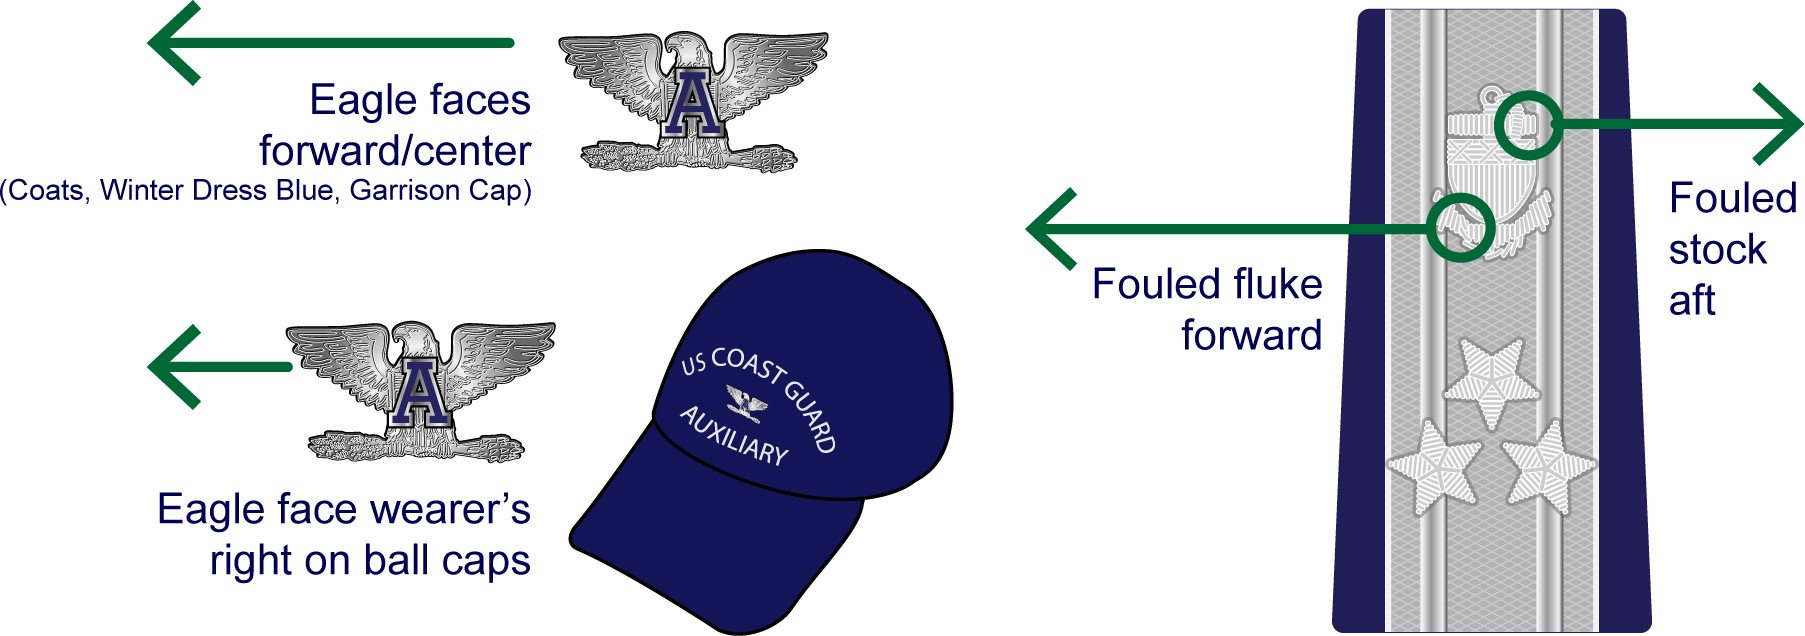 Eagle faces
forward/center
(Coats, Winter Dress Blue, Garrison Cap)
A
A
Eagle face wearer’s
right on ball caps
US COAST GUARD
AUXILIARY
Fouled fluke
forward
Fouled
stock
aft